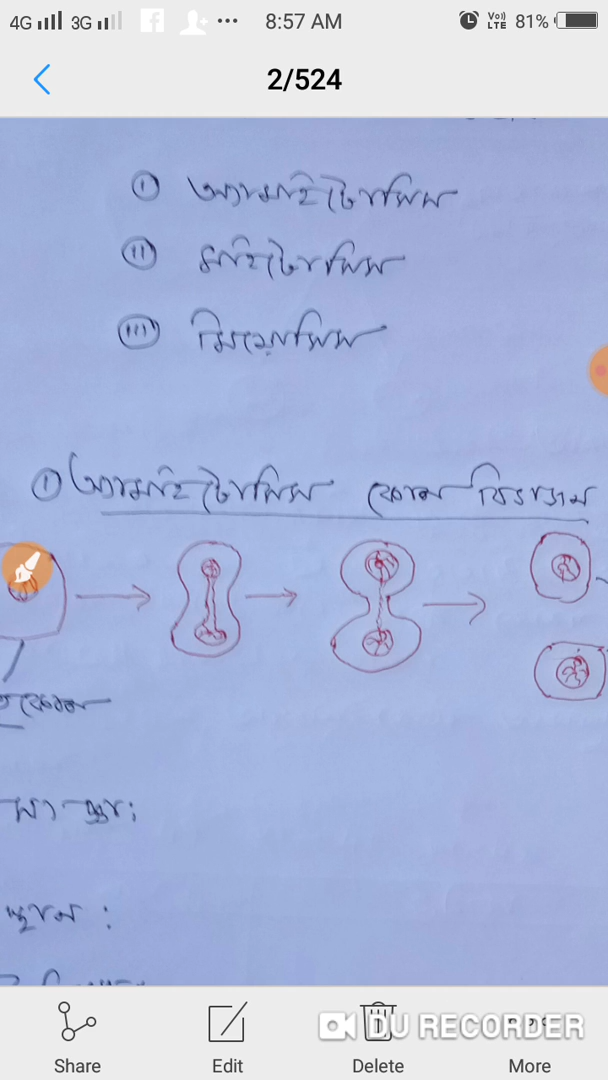 4G 3G 8:57 AM VoLTE 81%
2/524
(i) অ্যামাইটোসিস
(ii) মাইটোসিস
(iii) মিয়োসিস
(i) অ্যামাইটোসিস কোষ বিভাজন
কোষ
স্থান :
DU RECORDER
Share Edit Delete More